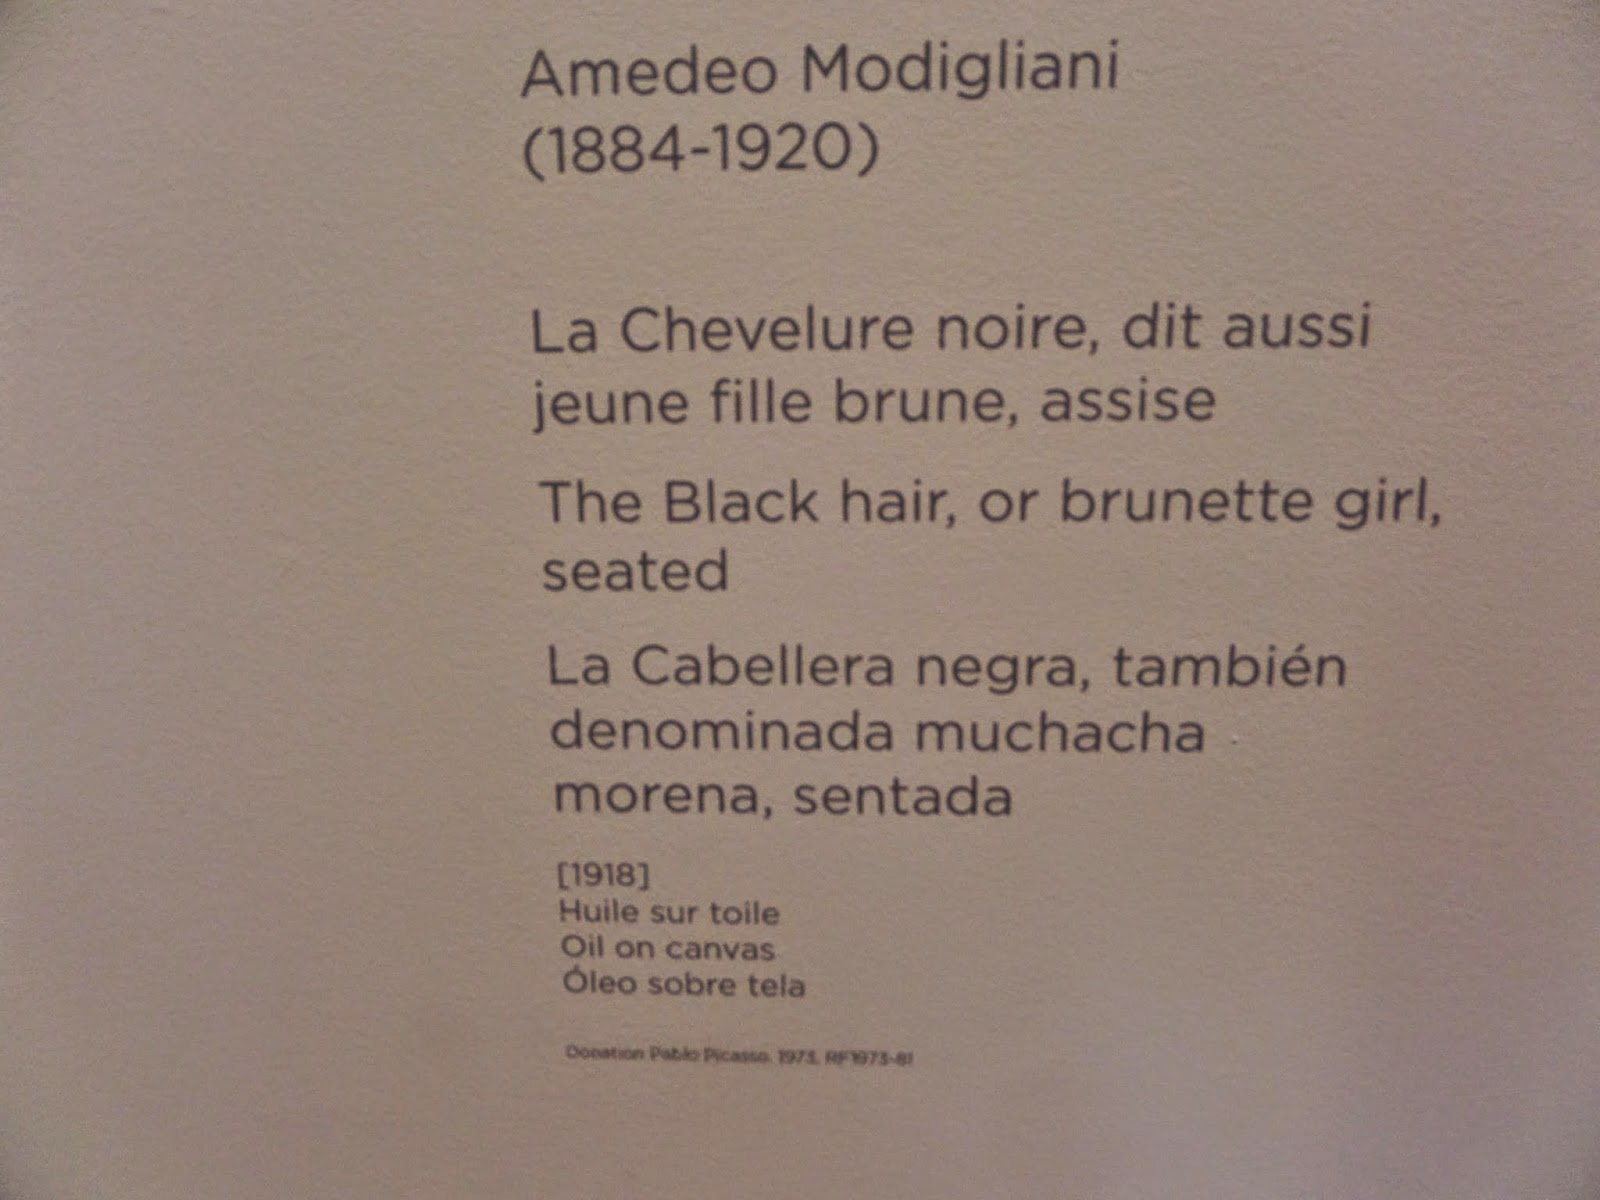 Amedeo Modigliani
(1884-1920)
La Chevelure noire, dit aussi
jeune fille brune, assise
The Black hair, or brunette girl,
seated
La Cabellera negra, también
denominada muchacha
morena, sentada
[1918]
Huile sur toile
Oil on canvas
Óleo sobre tela
Donation Pablo Picasso, 1973, RF1973-81